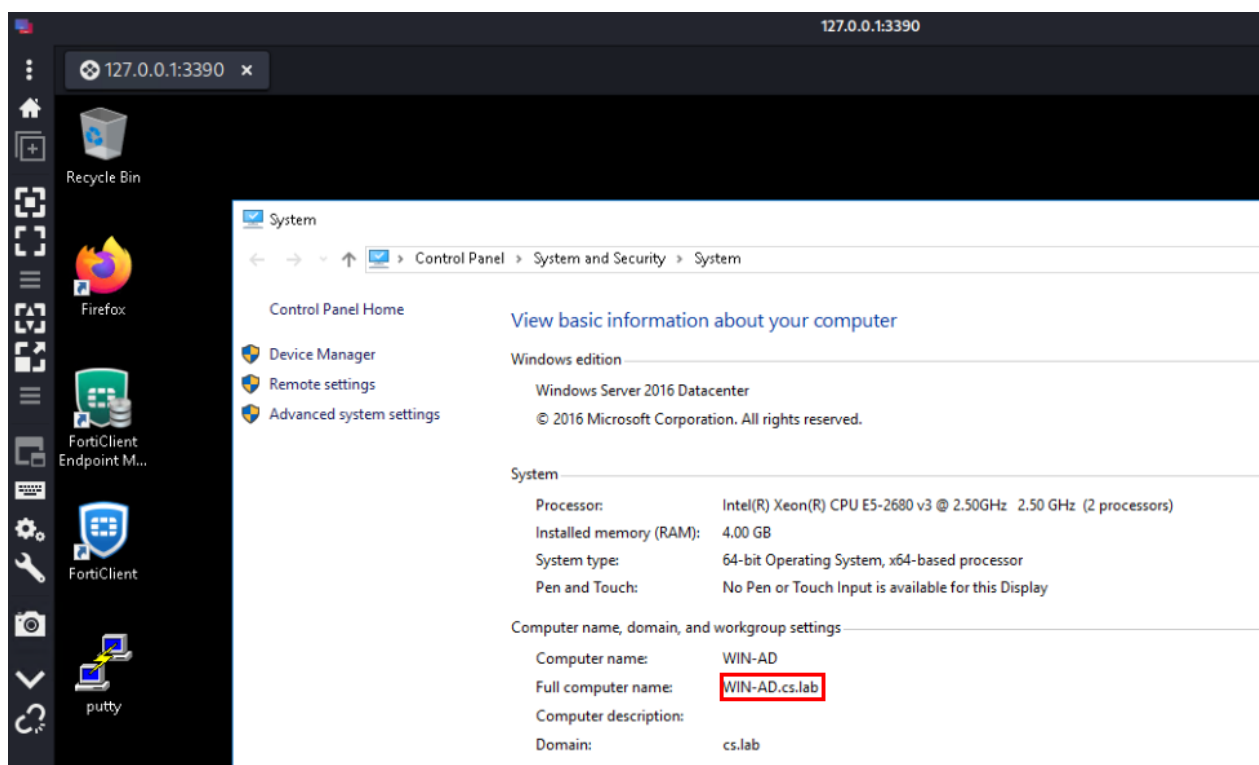 127.0.0.1:3390
127.0.0.1:3390 ×
Recycle Bin
Firefox
FortiClient
Endpoint M...
FortiClient
putty
System
Control Panel > System and Security > System
Control Panel Home
Device Manager
Remote settings
Advanced system settings
View basic information about your computer
Windows edition
Windows Server 2016 Datacenter
© 2016 Microsoft Corporation. All rights reserved.
System
Processor: Intel(R) Xeon(R) CPU E5-2680 v3 @ 2.50GHz 2.50 GHz (2 processors)
Installed memory (RAM): 4.00 GB
System type: 64-bit Operating System, x64-based processor
Pen and Touch: No Pen or Touch Input is available for this Display
Computer name, domain, and workgroup settings
Computer name: WIN-AD
Full computer name: WIN-AD.cs.lab
Computer description:
Domain: cs.lab